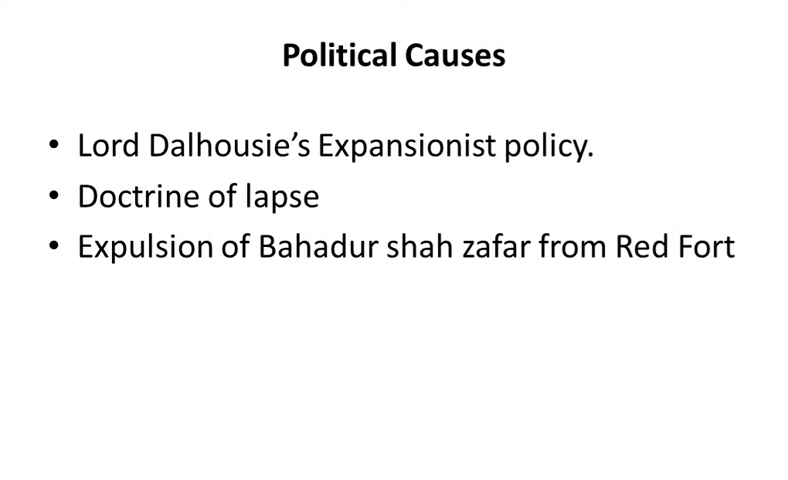 Political Causes
• Lord Dalhousie’s Expansionist policy.
• Doctrine of lapse
• Expulsion of Bahadur shah zafar from Red Fort